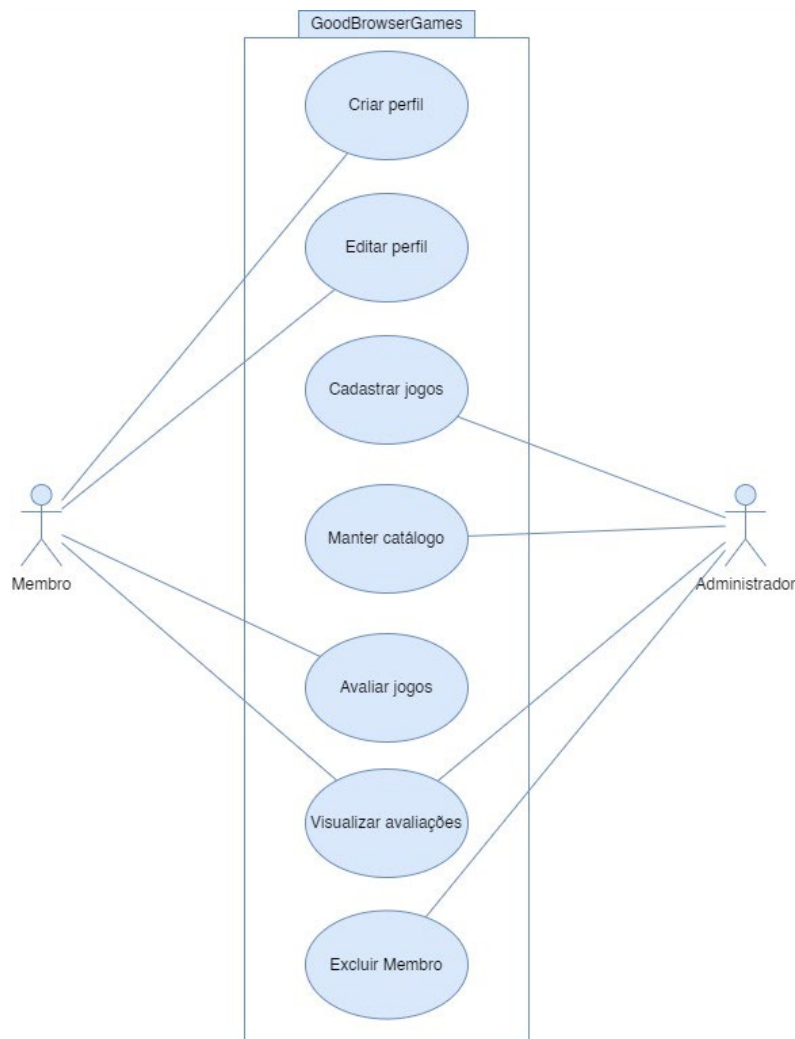 GoodBrowserGames
Criar perfil
Editar perfil
Cadastrar jogos
Manter catálogo
Membro
Administrador
Avaliar jogos
Visualizar avaliações
Excluir Membro